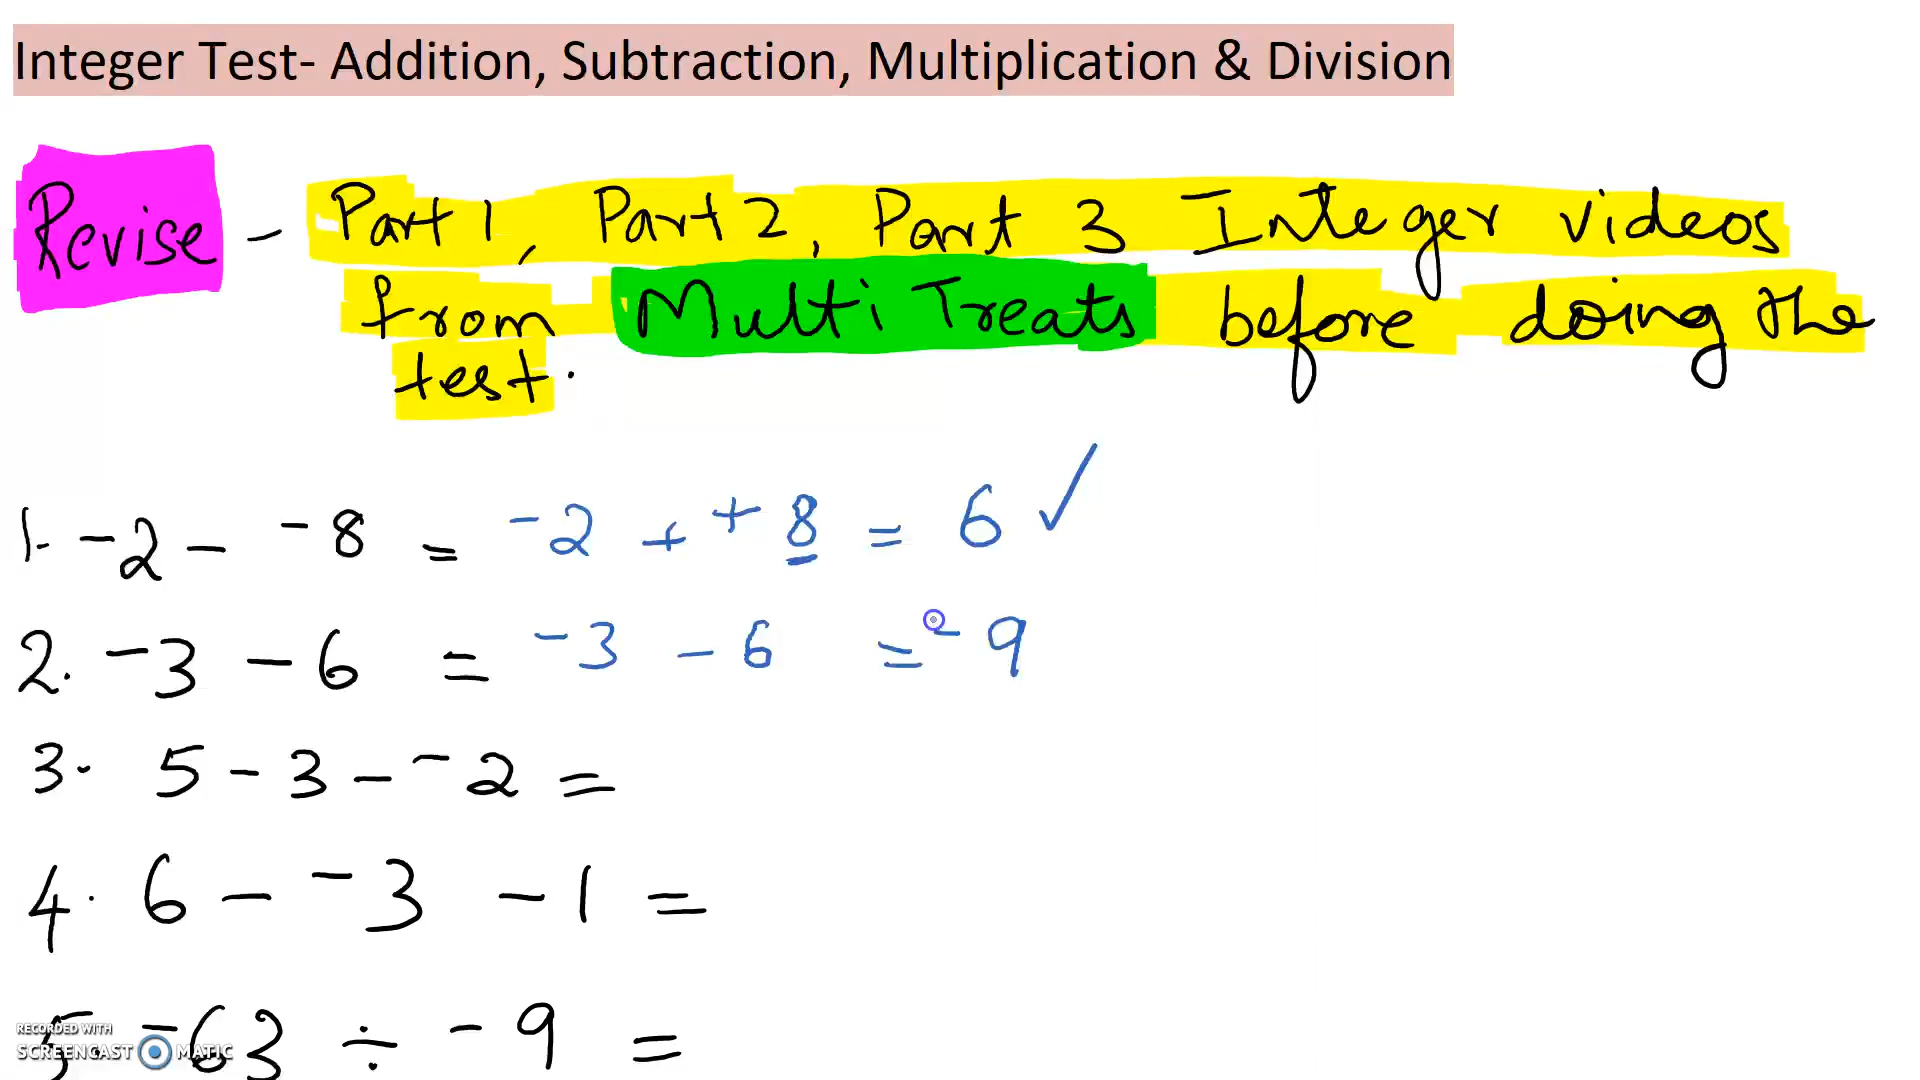 Integer Test- Addition, Subtraction, Multiplication & Division
Revise - Part 1, Part 2, Part 3 Integer videos
from Multi Treats before doing the
test.
1. -2 - -8 = -2 + +8 = 6 ✓
2. -3 - 6 = -3 - 6 = -9
3. 5 - 3 - -2 =
4. 6 - -3 - 1 =
5. -63 ÷ -9 =
RECORDED WITH
SCREENCAST MATIC